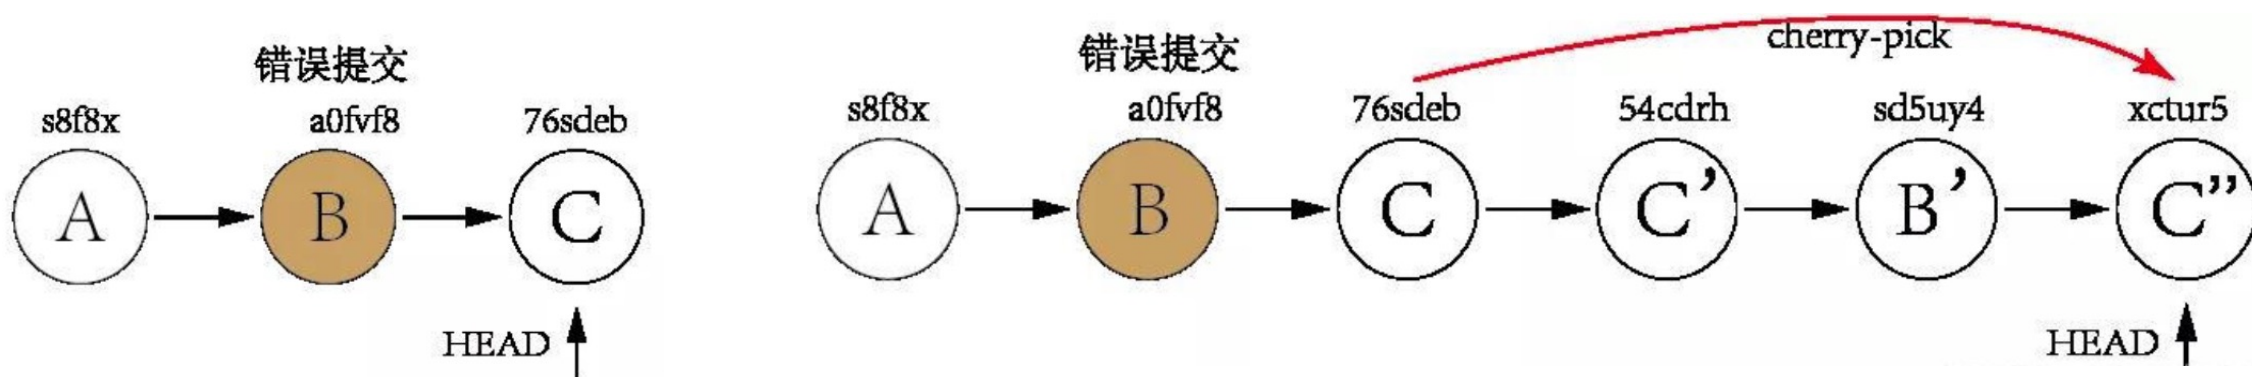 错误提交
s8f8x a0fvf8 76sdeb
A B C
HEAD
cherry-pick
错误提交
s8f8x a0fvf8 76sdeb 54cdrh sd5uy4 xctur5
A B C C’ B’ C’’
HEAD